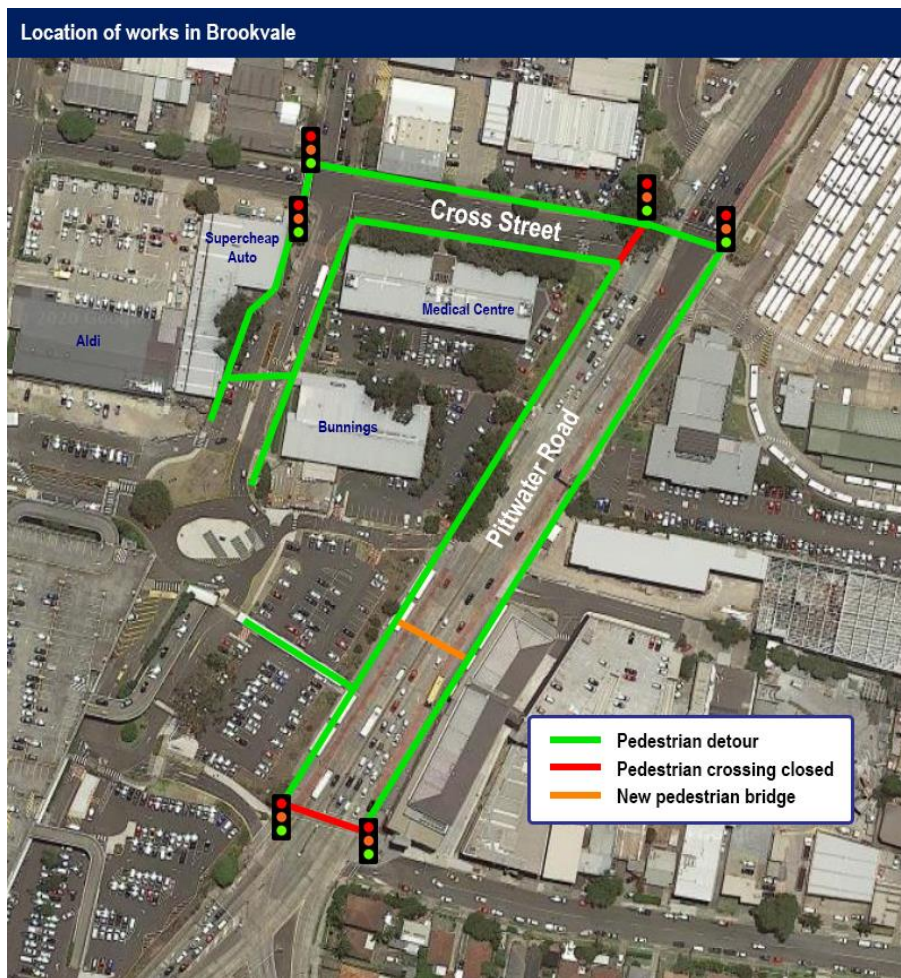 Location of works in Brookvale
Cross Street
Supercheap
Auto
Medical Centre
Aldi
Bunnings
Pittwater Road
Pedestrian detour
Pedestrian crossing closed
New pedestrian bridge